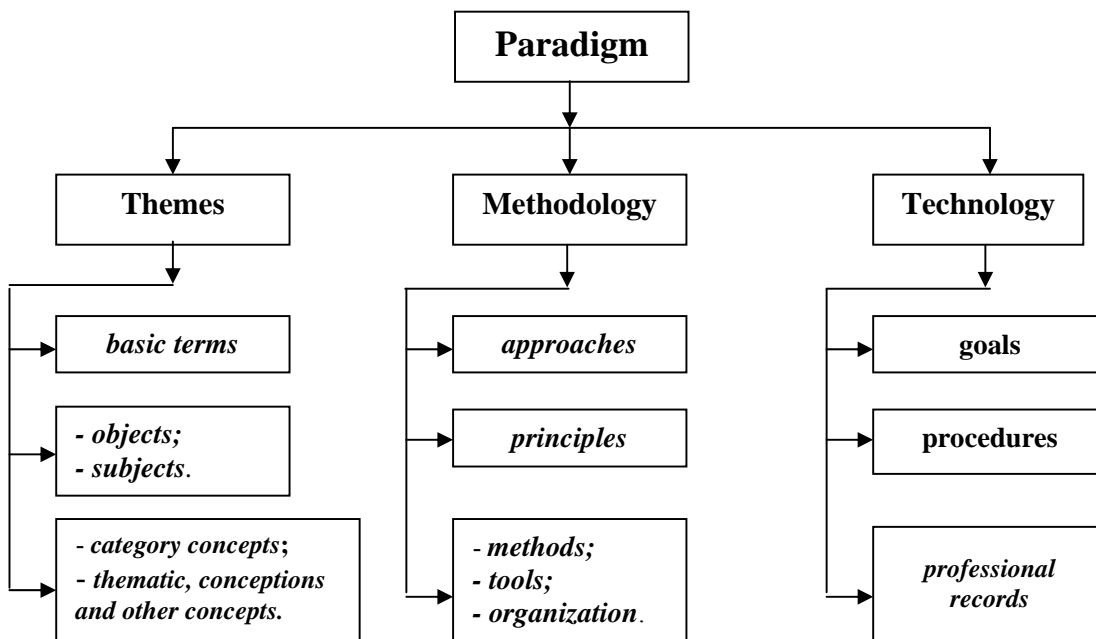 Paradigm
Themes
Methodology
Technology
basic terms
approaches
goals
- objects;
- subjects.
principles
procedures
- category concepts;
- thematic, conceptions
and other concepts.
- methods;
- tools;
- organization.
professional
records